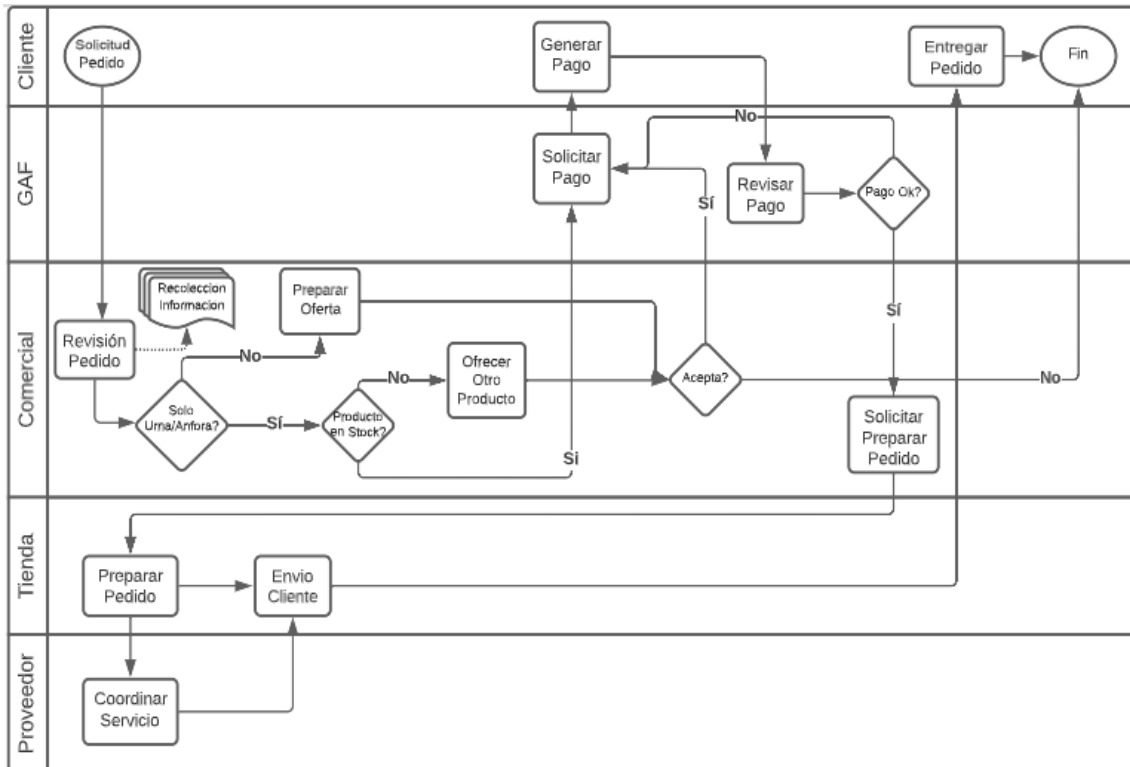 Cliente
Solicitud
Pedido
Generar
Pago
Entregar
Pedido
Fin
GAF
Solicitar
Pago
No
Revisar
Pago
Pago Ok?
Sí
Sí
Comercial
Revisión
Pedido
Recoleccion
Informacion
Preparar
Oferta
No
Solo
Urna/Anfora?
Sí
Producto
en Stock?
No
Ofrecer
Otro
Producto
Si
Acepta?
No
Solicitar
Preparar
Pedido
Tienda
Preparar
Pedido
Envio
Cliente
Proveedor
Coordinar
Servicio